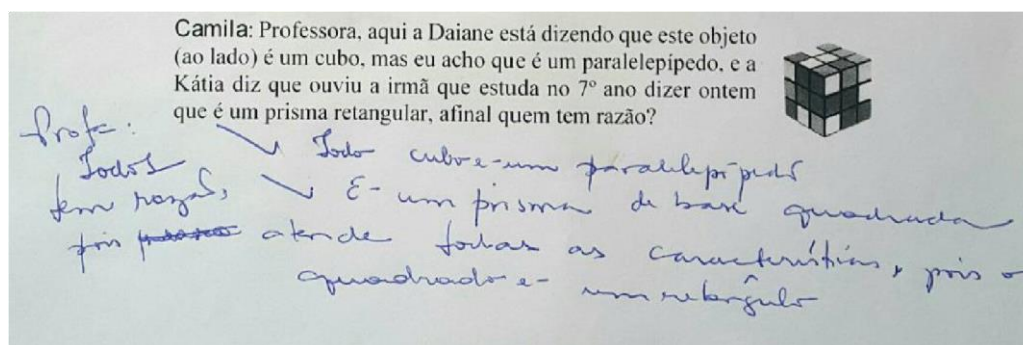 Camila: Professora, aqui a Daiane está dizendo que este objeto
(ao lado) é um cubo, mas eu acho que é um paralelepípedo, e a
Kátia diz que ouviu a irmã que estuda no 7º ano dizer ontem
que é um prisma retangular, afinal quem tem razão?
Profa:
Todos
tem razão,
Todo cubo e- um paralelepípedo
E- um prisma de base quadrada
pois atende todas as características, pois o
quadrado e- um retângulo